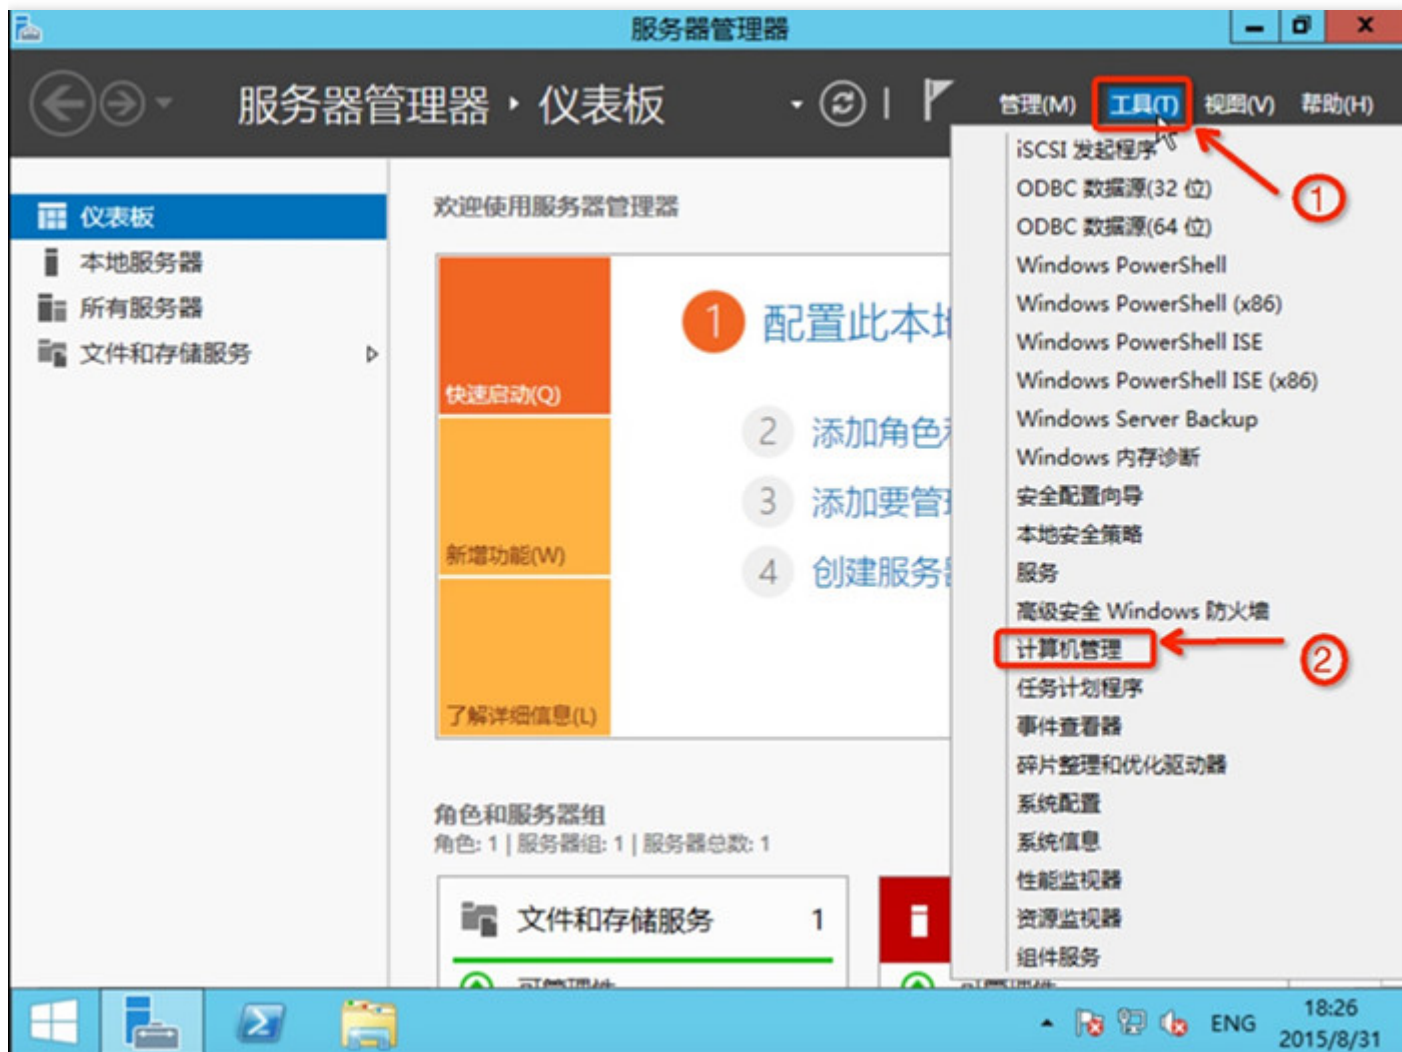 服务器管理器
服务器管理器 · 仪表板
管理(M) 工具(T) 视图(V) 帮助(H)
仪表板
本地服务器
所有服务器
文件和存储服务
欢迎使用服务器管理器
快速启动(Q)
新增功能(W)
了解详细信息(L)
1 配置此本
2 添加角色
3 添加要管
4 创建服务
角色和服务器组
角色: 1 | 服务器组: 1 | 服务器总数: 1
文件和存储服务 1
可管理性
可管理性
iSCSI 发起程序
ODBC 数据源(32 位)
ODBC 数据源(64 位)
Windows PowerShell
Windows PowerShell (x86)
Windows PowerShell ISE
Windows PowerShell ISE (x86)
Windows Server Backup
Windows 内存诊断
安全配置向导
本地安全策略
服务
高级安全 Windows 防火墙
计算机管理
任务计划程序
事件查看器
碎片整理和优化驱动器
系统配置
系统信息
性能监视器
资源监视器
组件服务
1
2
ENG
18:26
2015/8/31